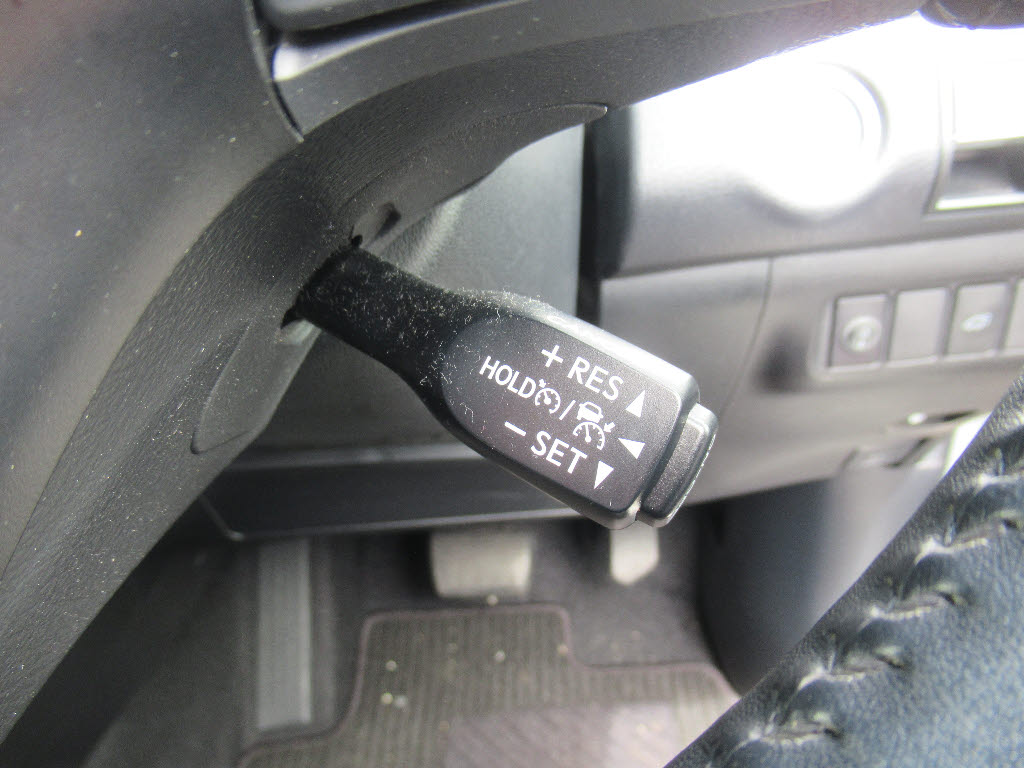 + RES
HOLD /
− SET